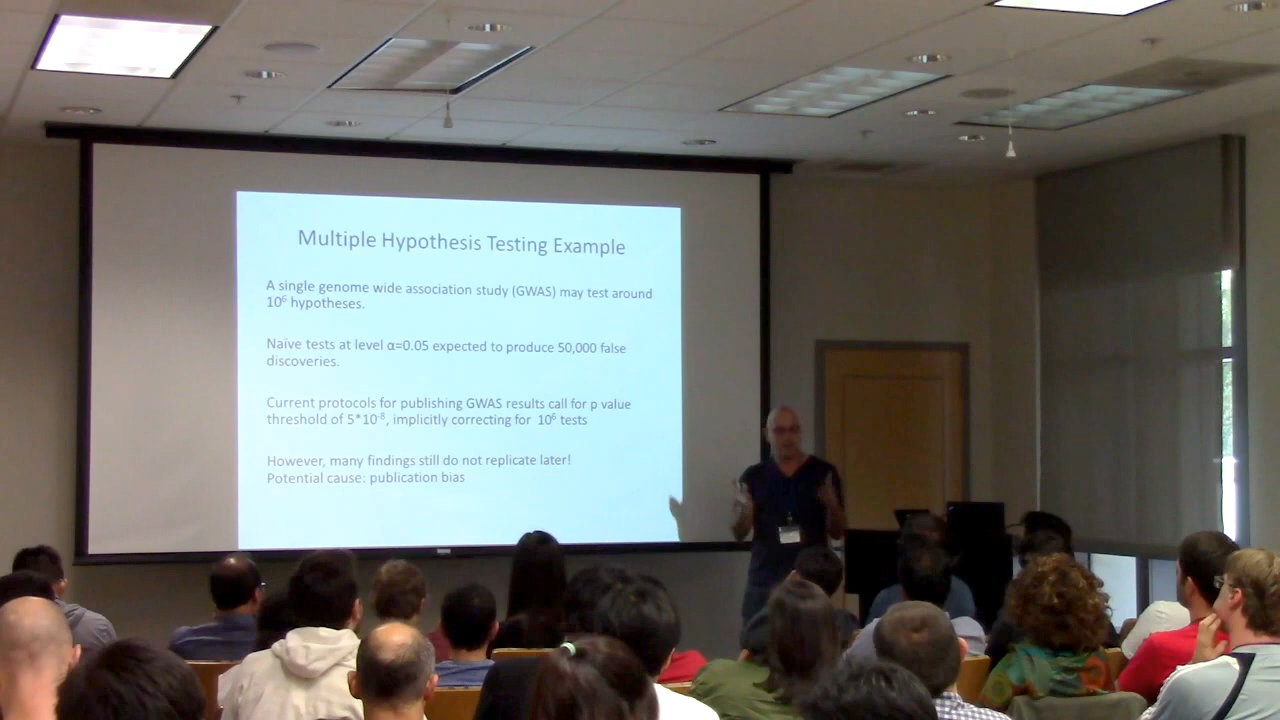 Multiple Hypothesis Testing Example
A single genome wide association study (GWAS) may test around
10⁶ hypotheses.
Naïve tests at level α=0.05 expected to produce 50,000 false
discoveries.
Current protocols for publishing GWAS results call for p value
threshold of 5*10⁻⁸, implicitly correcting for 10⁶ tests
However, many findings still do not replicate later!
Potential cause: publication bias